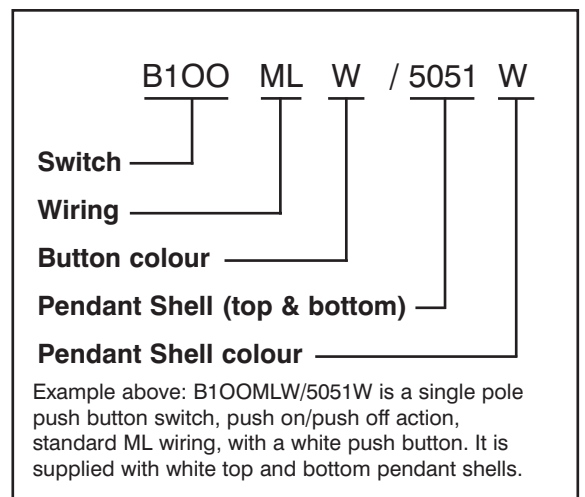 B1OO ML W / 5051 W
Switch
Wiring
Button colour
Pendant Shell (top & bottom)
Pendant Shell colour
Example above: B1OOMLW/5051W is a single pole
push button switch, push on/push off action,
standard ML wiring, with a white push button. It is
supplied with white top and bottom pendant shells.